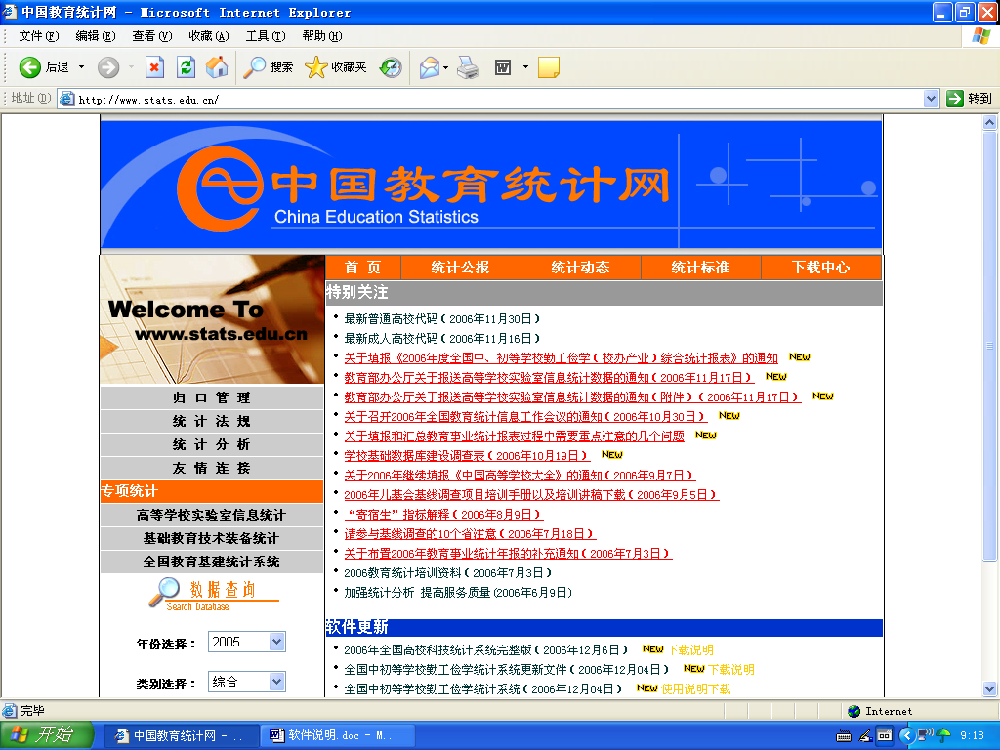 中国教育统计网 - Microsoft Internet Explorer
文件(F) 编辑(E) 查看(V) 收藏(A) 工具(T) 帮助(H)
后退 搜索 收藏夹
地址(D) http://www.stats.edu.cn/ 转到
中国教育统计网
China Education Statistics
首 页 统计公报 统计动态 统计标准 下载中心
Welcome To
www.stats.edu.cn
归 口 管 理
统 计 法 规
统 计 分 析
友 情 连 接
专项统计
高等学校实验室信息统计
基础教育技术装备统计
全国教育基建统计系统
数据查询
Search Database
年份选择： 2005
类别选择： 综合
特别关注
最新普通高校代码（2006年11月30日）
最新成人高校代码（2006年11月16日）
关于填报《2006年度全国中、初等学校勤工俭学（校办产业）综合统计报表》的通知 NEW
教育部办公厅关于报送高等学校实验室信息统计数据的通知（2006年11月17日） NEW
教育部办公厅关于报送高等学校实验室信息统计数据的通知（附件）（2006年11月17日） NEW
关于召开2006年全国教育统计信息工作会议的通知（2006年10月30日） NEW
关于填报和汇总教育事业统计报表过程中需要重点注意的几个问题 NEW
学校基础数据库建设调查表（2006年10月19日） NEW
关于2006年继续填报《中国高等学校大全》的通知（2006年9月7日）
2006年儿基会基线调查项目培训手册以及培训讲稿下载（2006年9月5日）
“寄宿生”指标解释（2006年8月9日）
请参与基线调查的10个省注意（2006年7月18日）
关于布置2006年教育事业统计年报的补充通知（2006年7月3日）
2006教育统计培训资料（2006年7月3日）
加强统计分析 提高服务质量(2006年6月9日)
软件更新
2006年全国高校科技统计系统完整版（2006年12月6日） NEW 下载说明
全国中初等学校勤工俭学统计系统更新文件（2006年12月04日） NEW 下载说明
全国中初等学校勤工俭学统计系统（2006年12月04日） NEW 使用说明下载
完毕 Internet
开始 中国教育统计网 -... 软件说明.doc - M... 9:18